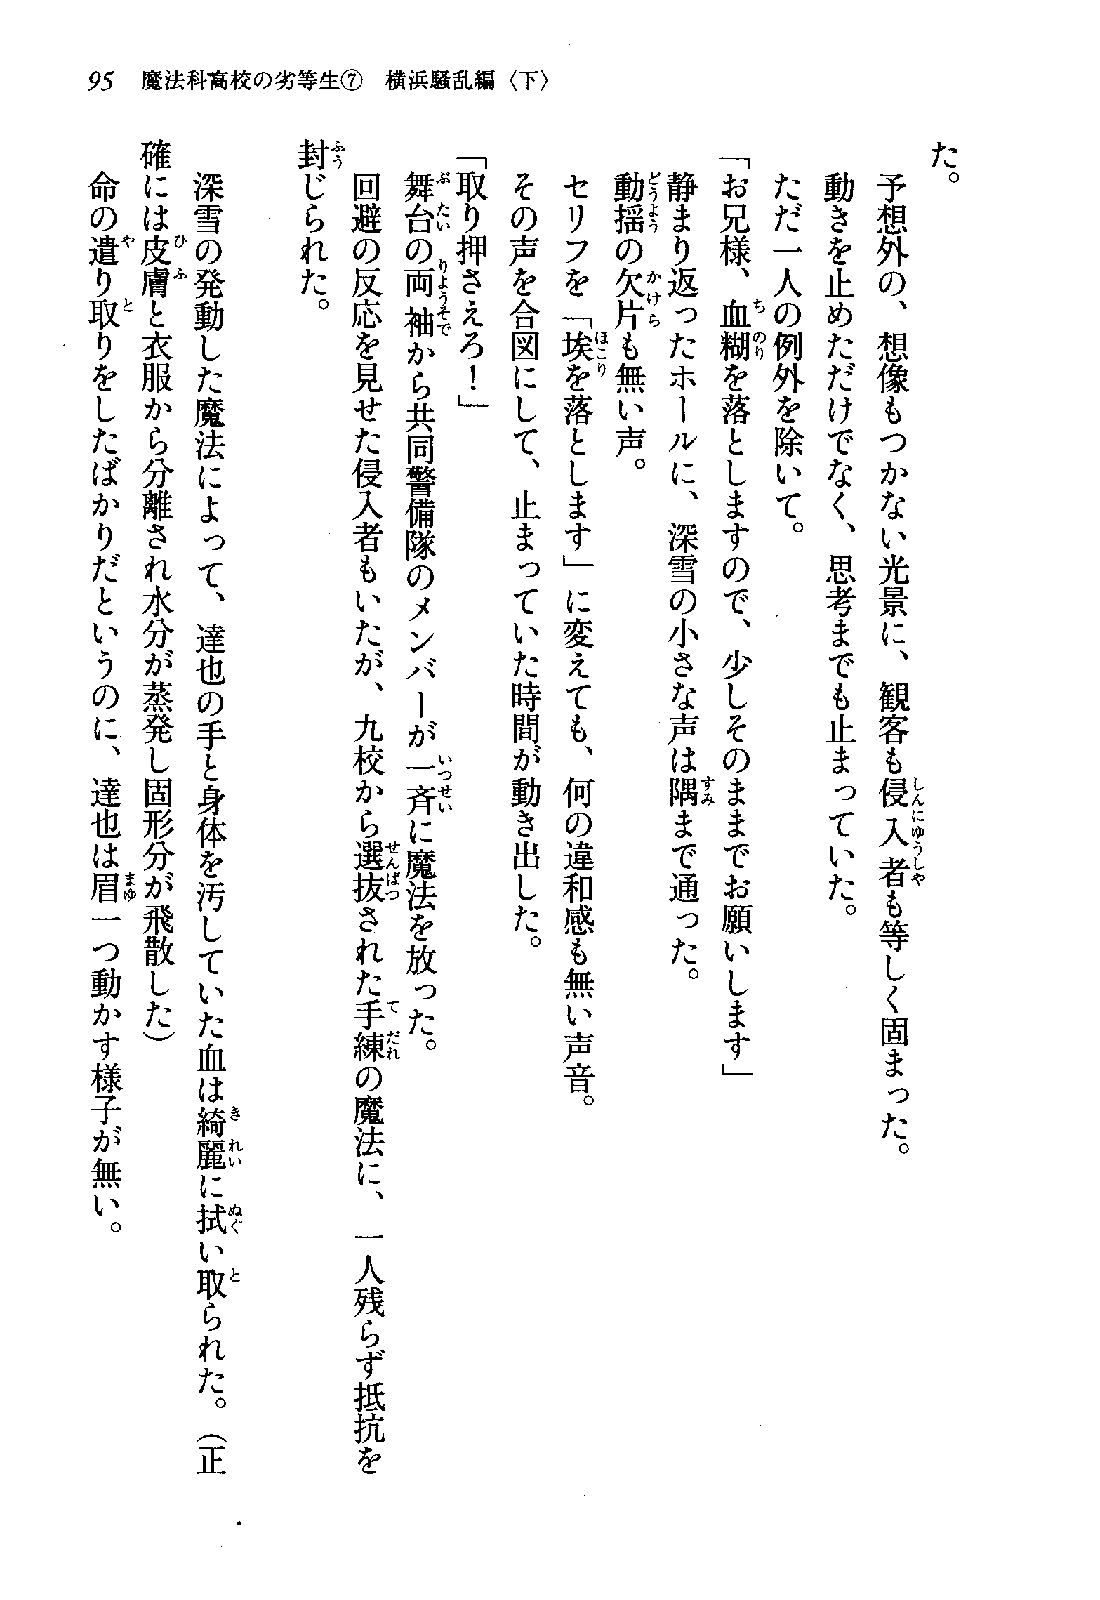 95 魔法科高校の劣等生⑦ 横浜騒乱編〈下〉
た。
予想外の、想像もつかない光景に、観客も侵入者も等しく固まった。
動きを止めただけでなく、思考までも止まっていた。
ただ一人の例外を除いて。
「お兄様、血糊を落としますので、少しそのままでお願いします」
静まり返ったホールに、深雪の小さな声は隅まで通った。
動揺の欠片も無い声。
セリフを「埃を落とします」に変えても、何の違和感も無い声音。
その声を合図にして、止まっていた時間が動き出した。
「取り押さえろ！」
舞台の両袖から共同警備隊のメンバーが一斉に魔法を放った。
回避の反応を見せた侵入者もいたが、九校から選抜された手練の魔法に、一人残らず抵抗を
封じられた。
深雪の発動した魔法によって、達也の手と身体を汚していた血は綺麗に拭い取られた。（正
確には皮膚と衣服から分離され水分が蒸発し固形分が飛散した）
命の遣り取りをしたばかりだというのに、達也は眉一つ動かす様子が無い。